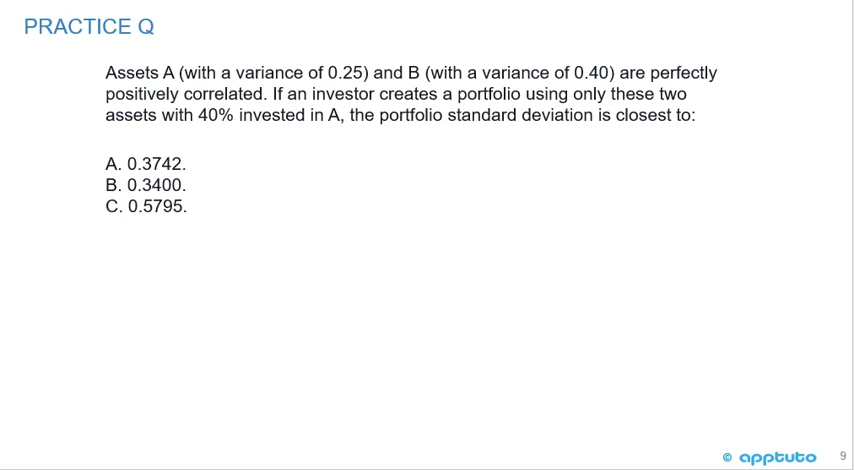 PRACTICE Q
Assets A (with a variance of 0.25) and B (with a variance of 0.40) are perfectly
positively correlated. If an investor creates a portfolio using only these two
assets with 40% invested in A, the portfolio standard deviation is closest to:
A. 0.3742.
B. 0.3400.
C. 0.5795.
© apptuto 9